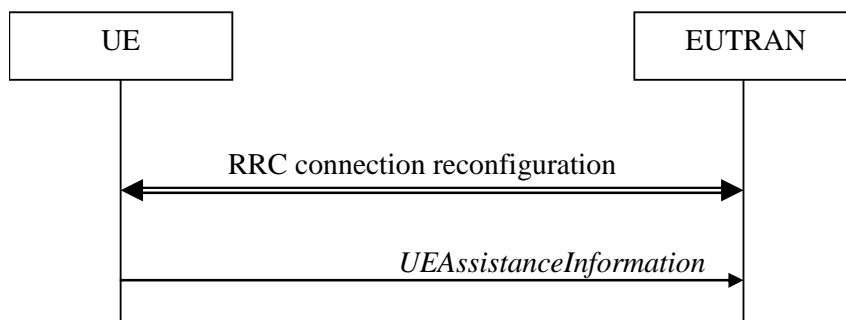 UE
EUTRAN
RRC connection reconfiguration
UEAssistanceInformation